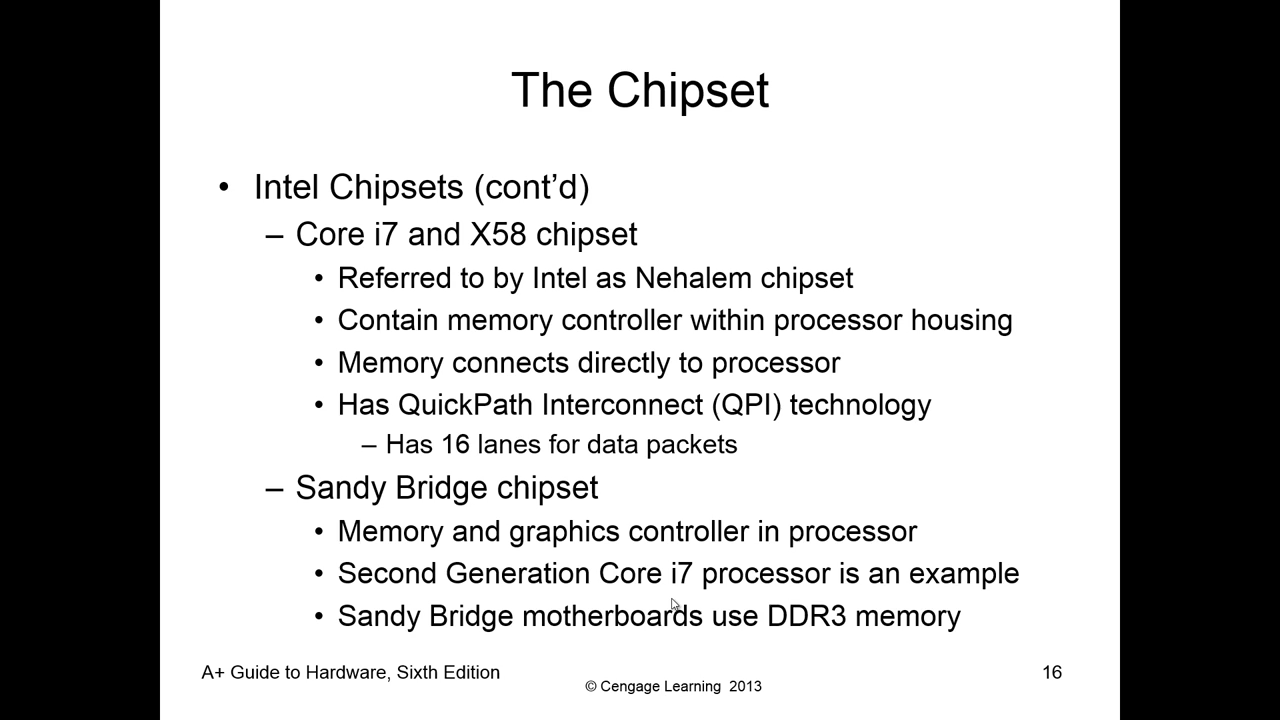 The Chipset
• Intel Chipsets (cont’d)
– Core i7 and X58 chipset
• Referred to by Intel as Nehalem chipset
• Contain memory controller within processor housing
• Memory connects directly to processor
• Has QuickPath Interconnect (QPI) technology
– Has 16 lanes for data packets
– Sandy Bridge chipset
• Memory and graphics controller in processor
• Second Generation Core i7 processor is an example
• Sandy Bridge motherboards use DDR3 memory
A+ Guide to Hardware, Sixth Edition
© Cengage Learning 2013
16